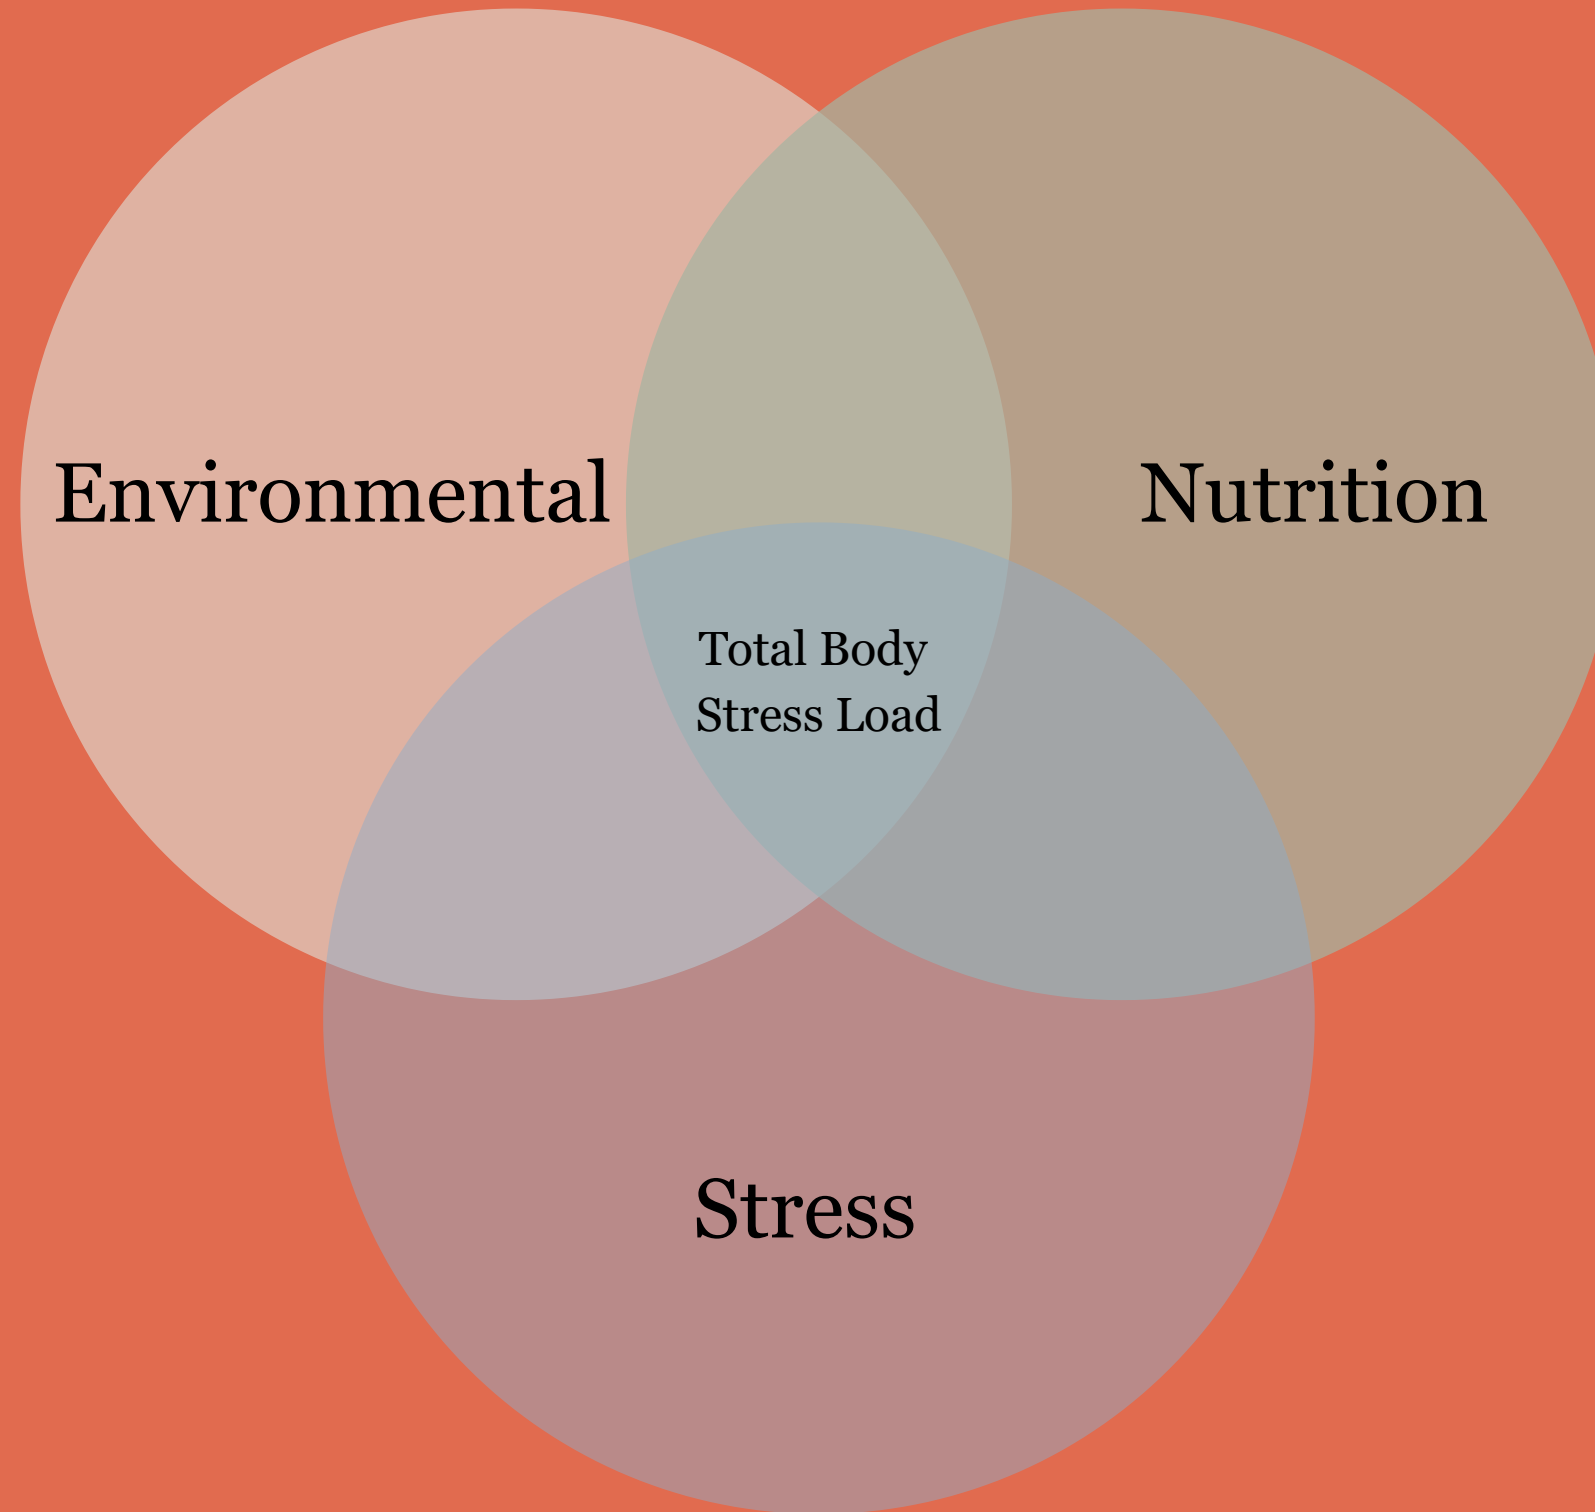 Environmental
Nutrition
Total Body
Stress Load
Stress